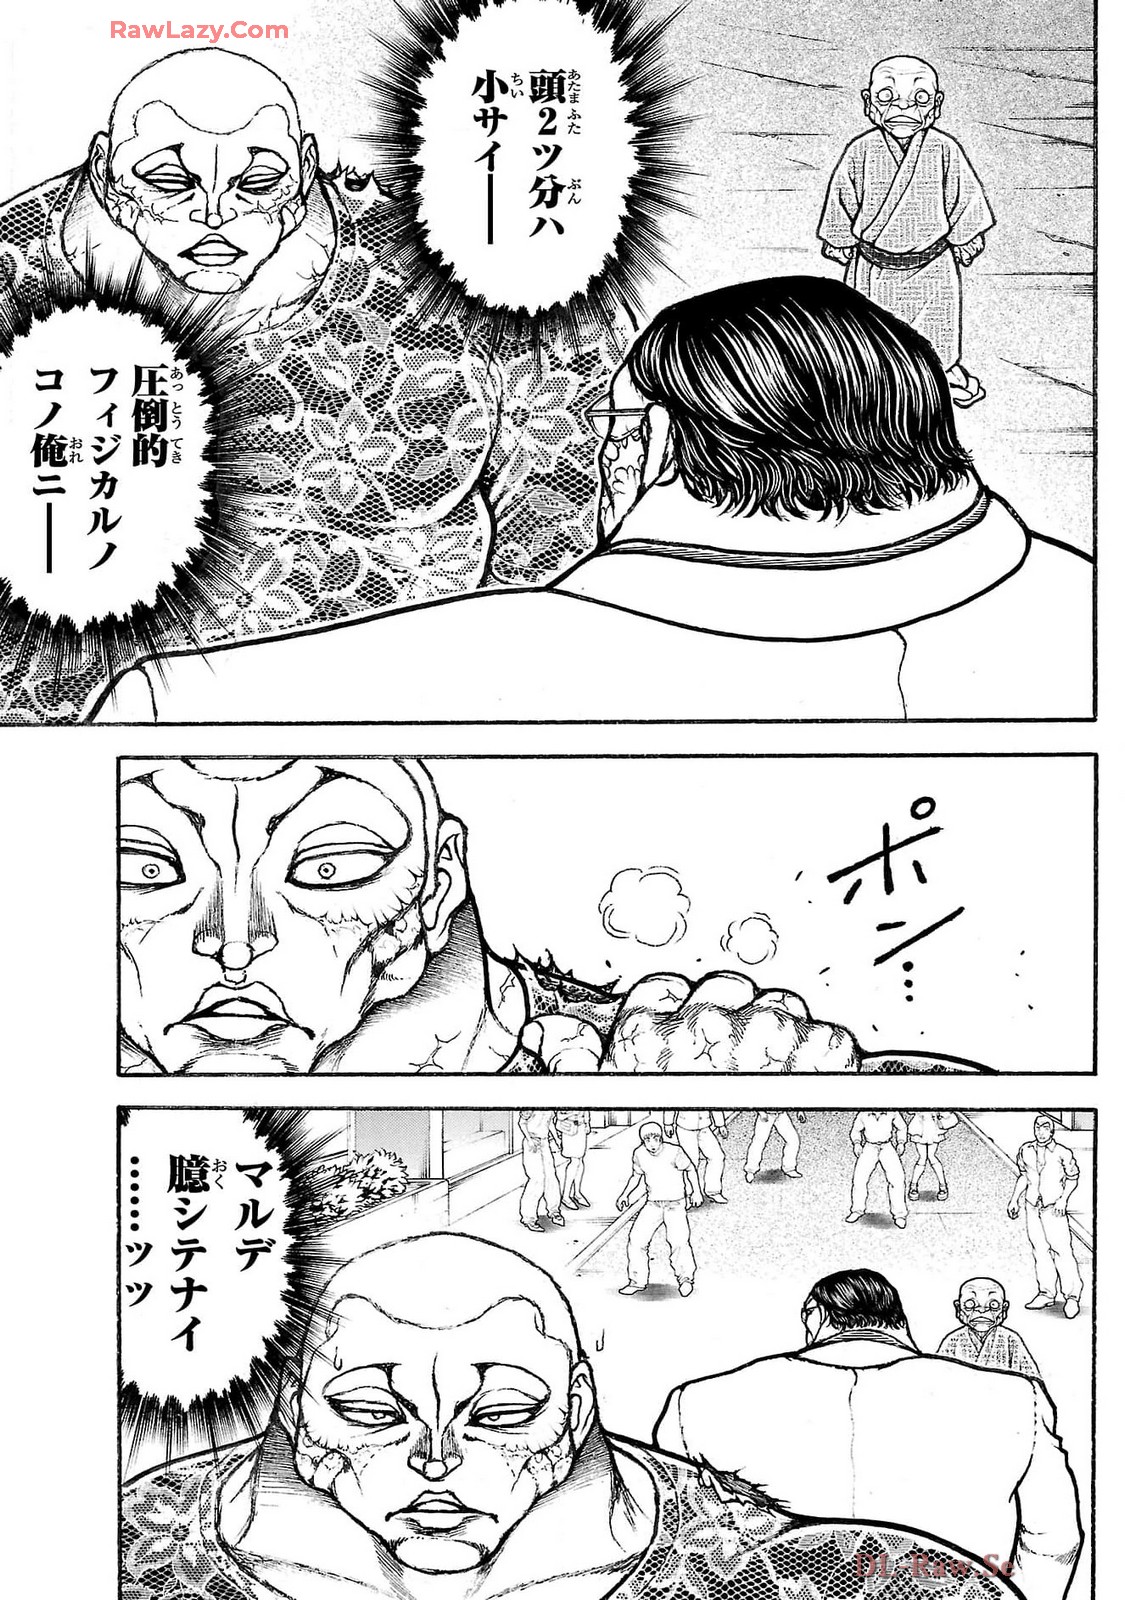 RawLazy.Com
頭2ツ分ハ
小サイ――
圧倒的
フィジカルノ
コノ俺ニ――
ポン…
マルデ
臆シテナイ
……ッッ
DL-Raw.Se